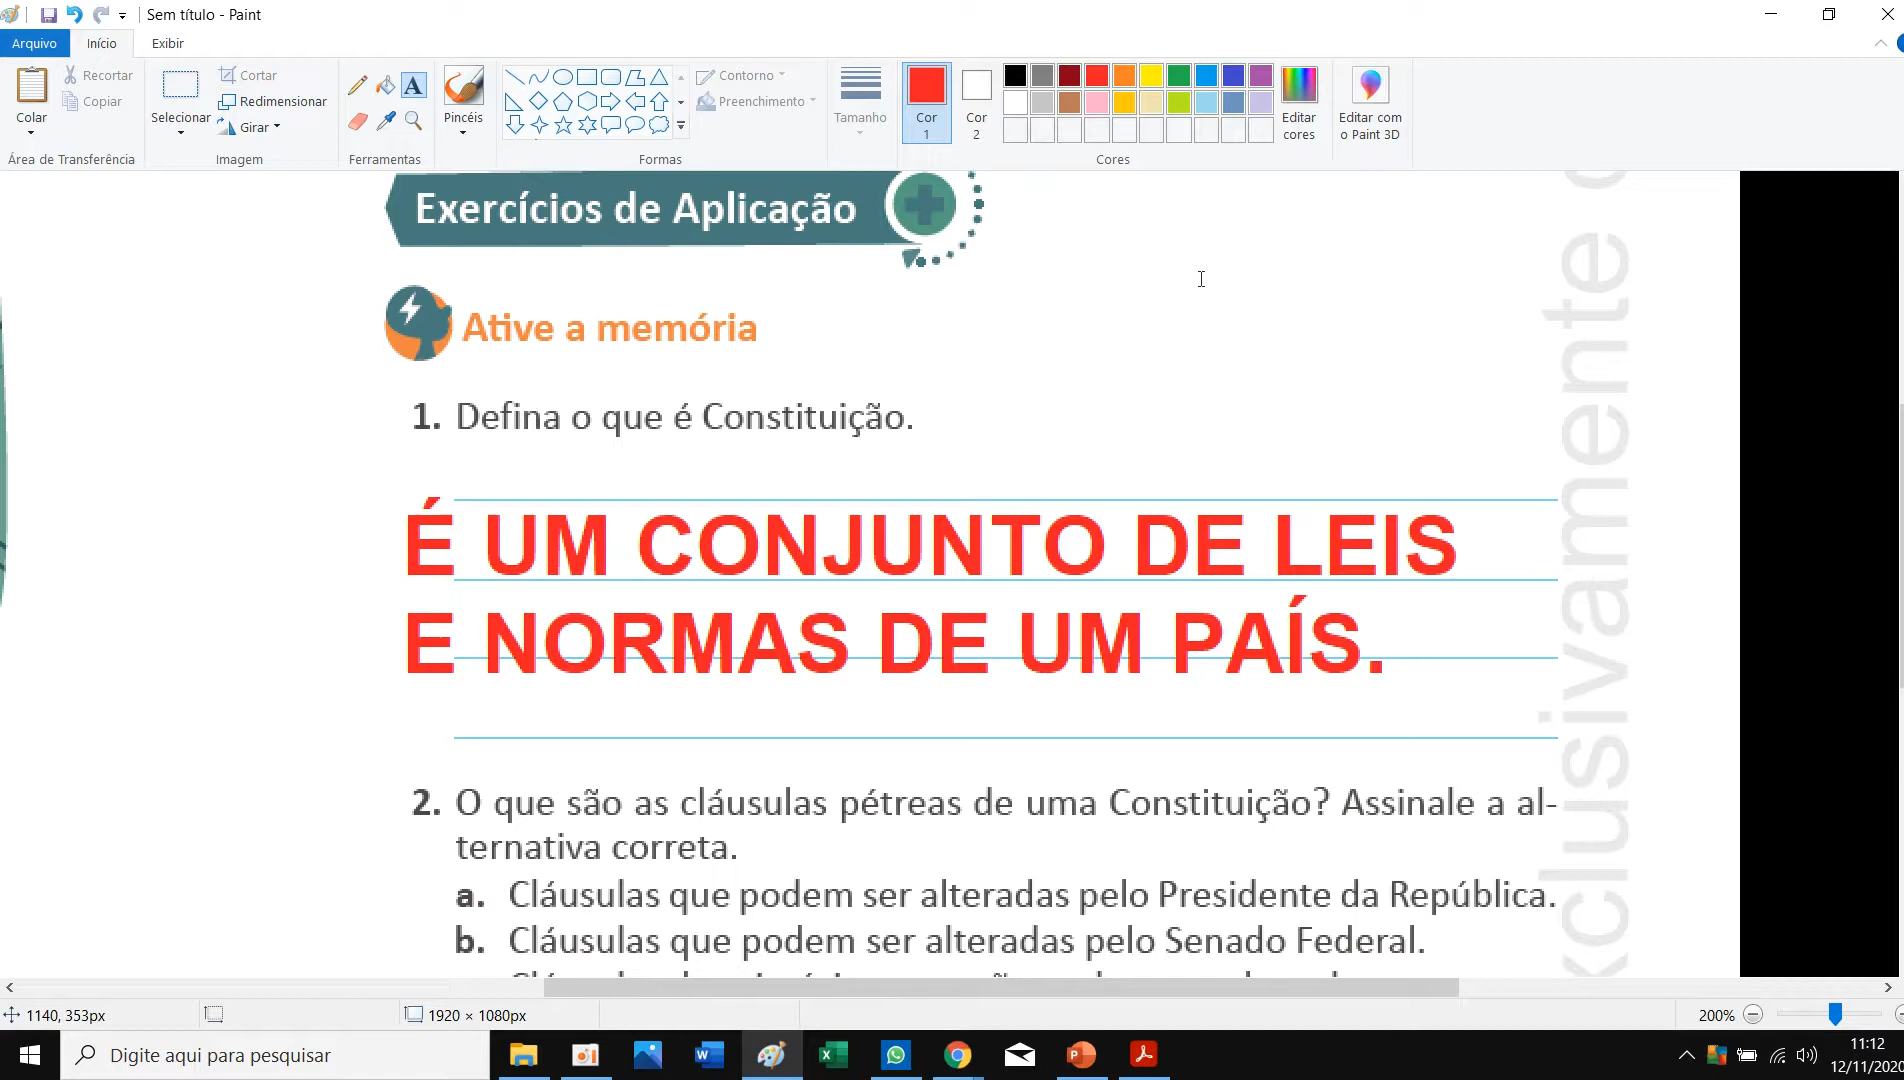 Sem título - Paint
Arquivo
Início
Exibir
Colar
Recortar
Copiar
Área de Transferência
Selecionar
Cortar
Redimensionar
Girar
Imagem
A
Ferramentas
Pincéis
Contorno
Preenchimento
Formas
Tamanho
Cor
1
Cor
2
Editar
cores
Cores
Editar com
o Paint 3D
Exercícios de Aplicação
Ative a memória
1. Defina o que é Constituição.
É UM CONJUNTO DE LEIS
E NORMAS DE UM PAÍS.
2. O que são as cláusulas pétreas de uma Constituição? Assinale a al-
ternativa correta.
a. Cláusulas que podem ser alteradas pelo Presidente da República.
b. Cláusulas que podem ser alteradas pelo Senado Federal.
1140, 353px
1920 × 1080px
200%
Digite aqui para pesquisar
11:12
12/11/2020